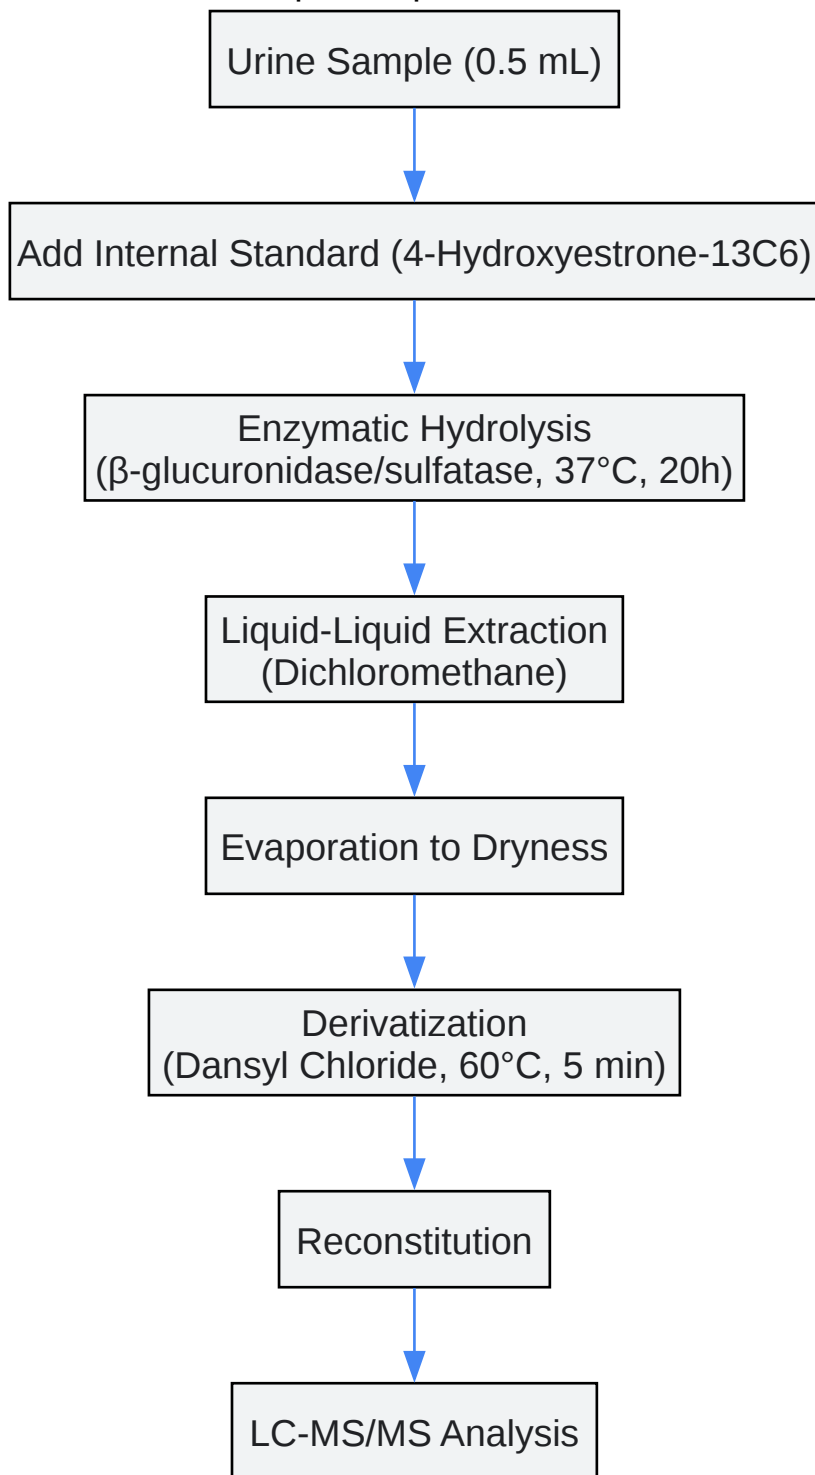 Urine Sample (0.5 mL)
Add Internal Standard (4-Hydroxyestrone-13C6)
Enzymatic Hydrolysis
(β-glucuronidase/sulfatase, 37°C, 20h)
Liquid-Liquid Extraction
(Dichloromethane)
Evaporation to Dryness
Derivatization
(Dansyl Chloride, 60°C, 5 min)
Reconstitution
LC-MS/MS Analysis